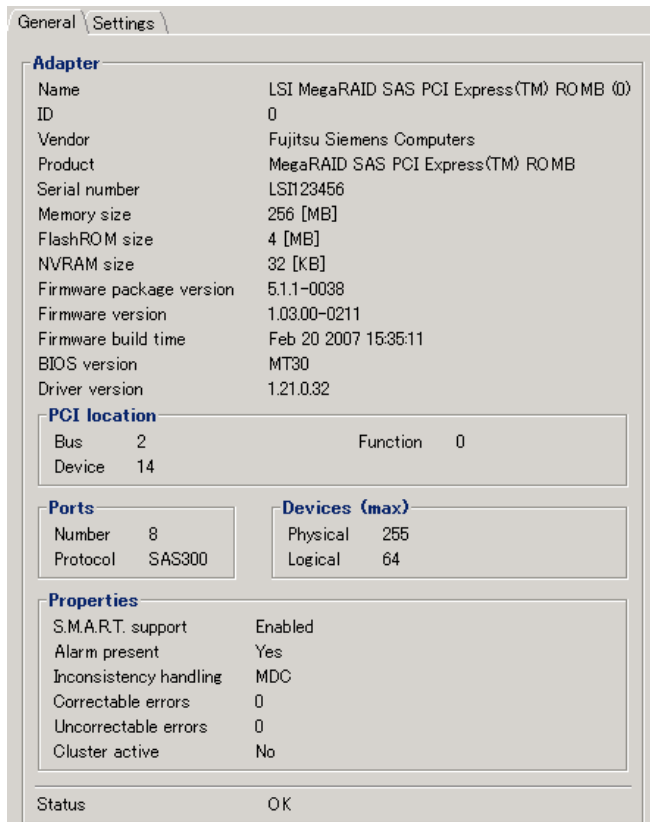 General Settings
Adapter
Name LSI MegaRAID SAS PCI Express(TM) ROMB (0)
ID 0
Vendor Fujitsu Siemens Computers
Product MegaRAID SAS PCI Express(TM) ROMB
Serial number LSI123456
Memory size 256 [MB]
FlashROM size 4 [MB]
NVRAM size 32 [KB]
Firmware package version 5.1.1-0038
Firmware version 1.03.00-0211
Firmware build time Feb 20 2007 15:35:11
BIOS version MT30
Driver version 1.21.0.32
PCI location
Bus 2 Function 0
Device 14
Ports Devices (max)
Number 8 Physical 255
Protocol SAS300 Logical 64
Properties
S.M.A.R.T. support Enabled
Alarm present Yes
Inconsistency handling MDC
Correctable errors 0
Uncorrectable errors 0
Cluster active No
Status OK